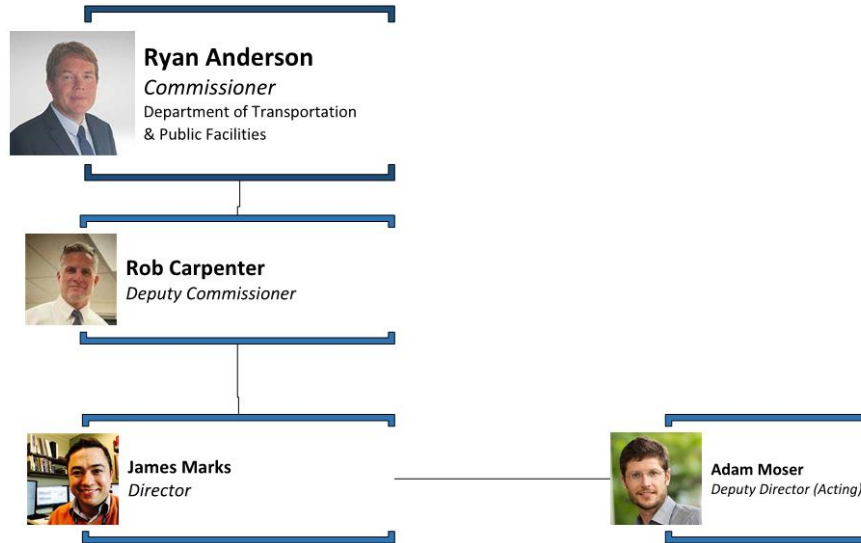 Ryan Anderson
Commissioner
Department of Transportation
& Public Facilities
Rob Carpenter
Deputy Commissioner
James Marks
Director
Adam Moser
Deputy Director (Acting)